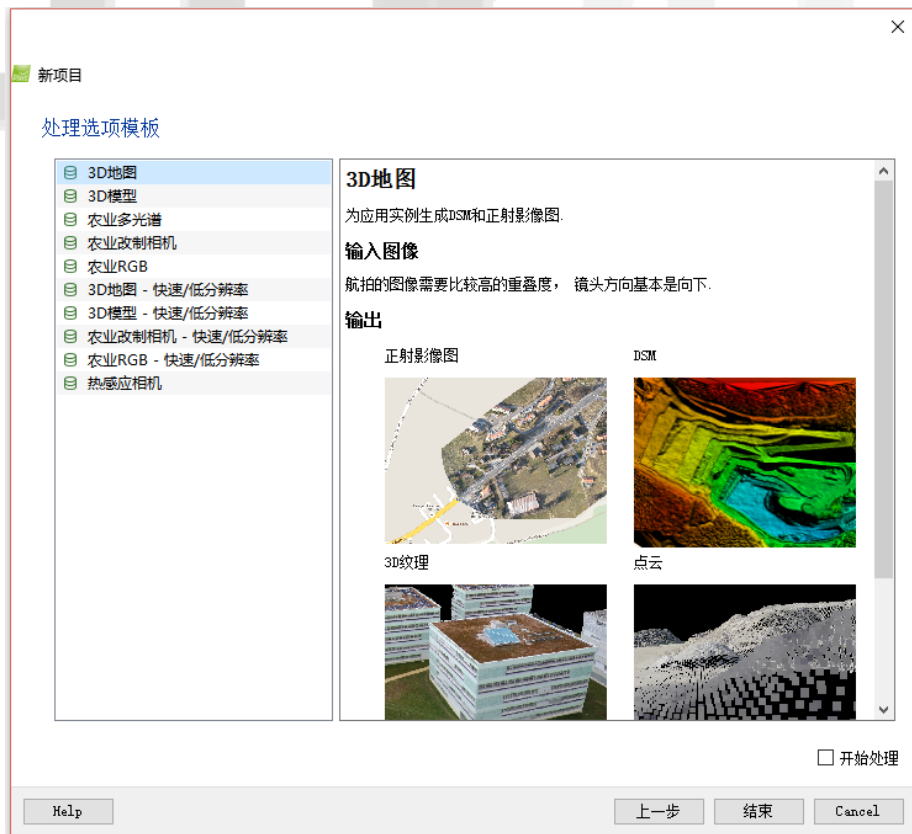 新项目
处理选项模板
3D地图
3D模型
农业多光谱
农业改制相机
农业RGB
3D地图 - 快速/低分辨率
3D模型 - 快速/低分辨率
农业改制相机 - 快速/低分辨率
农业RGB - 快速/低分辨率
热感应相机
3D地图
为应用实例生成DSM和正射影像图.
输入图像
航拍的图像需要比较高的重叠度， 镜头方向基本是向下.
输出
正射影像图
DSM
3D纹理
点云
开始处理
Help
上一步
结束
Cancel